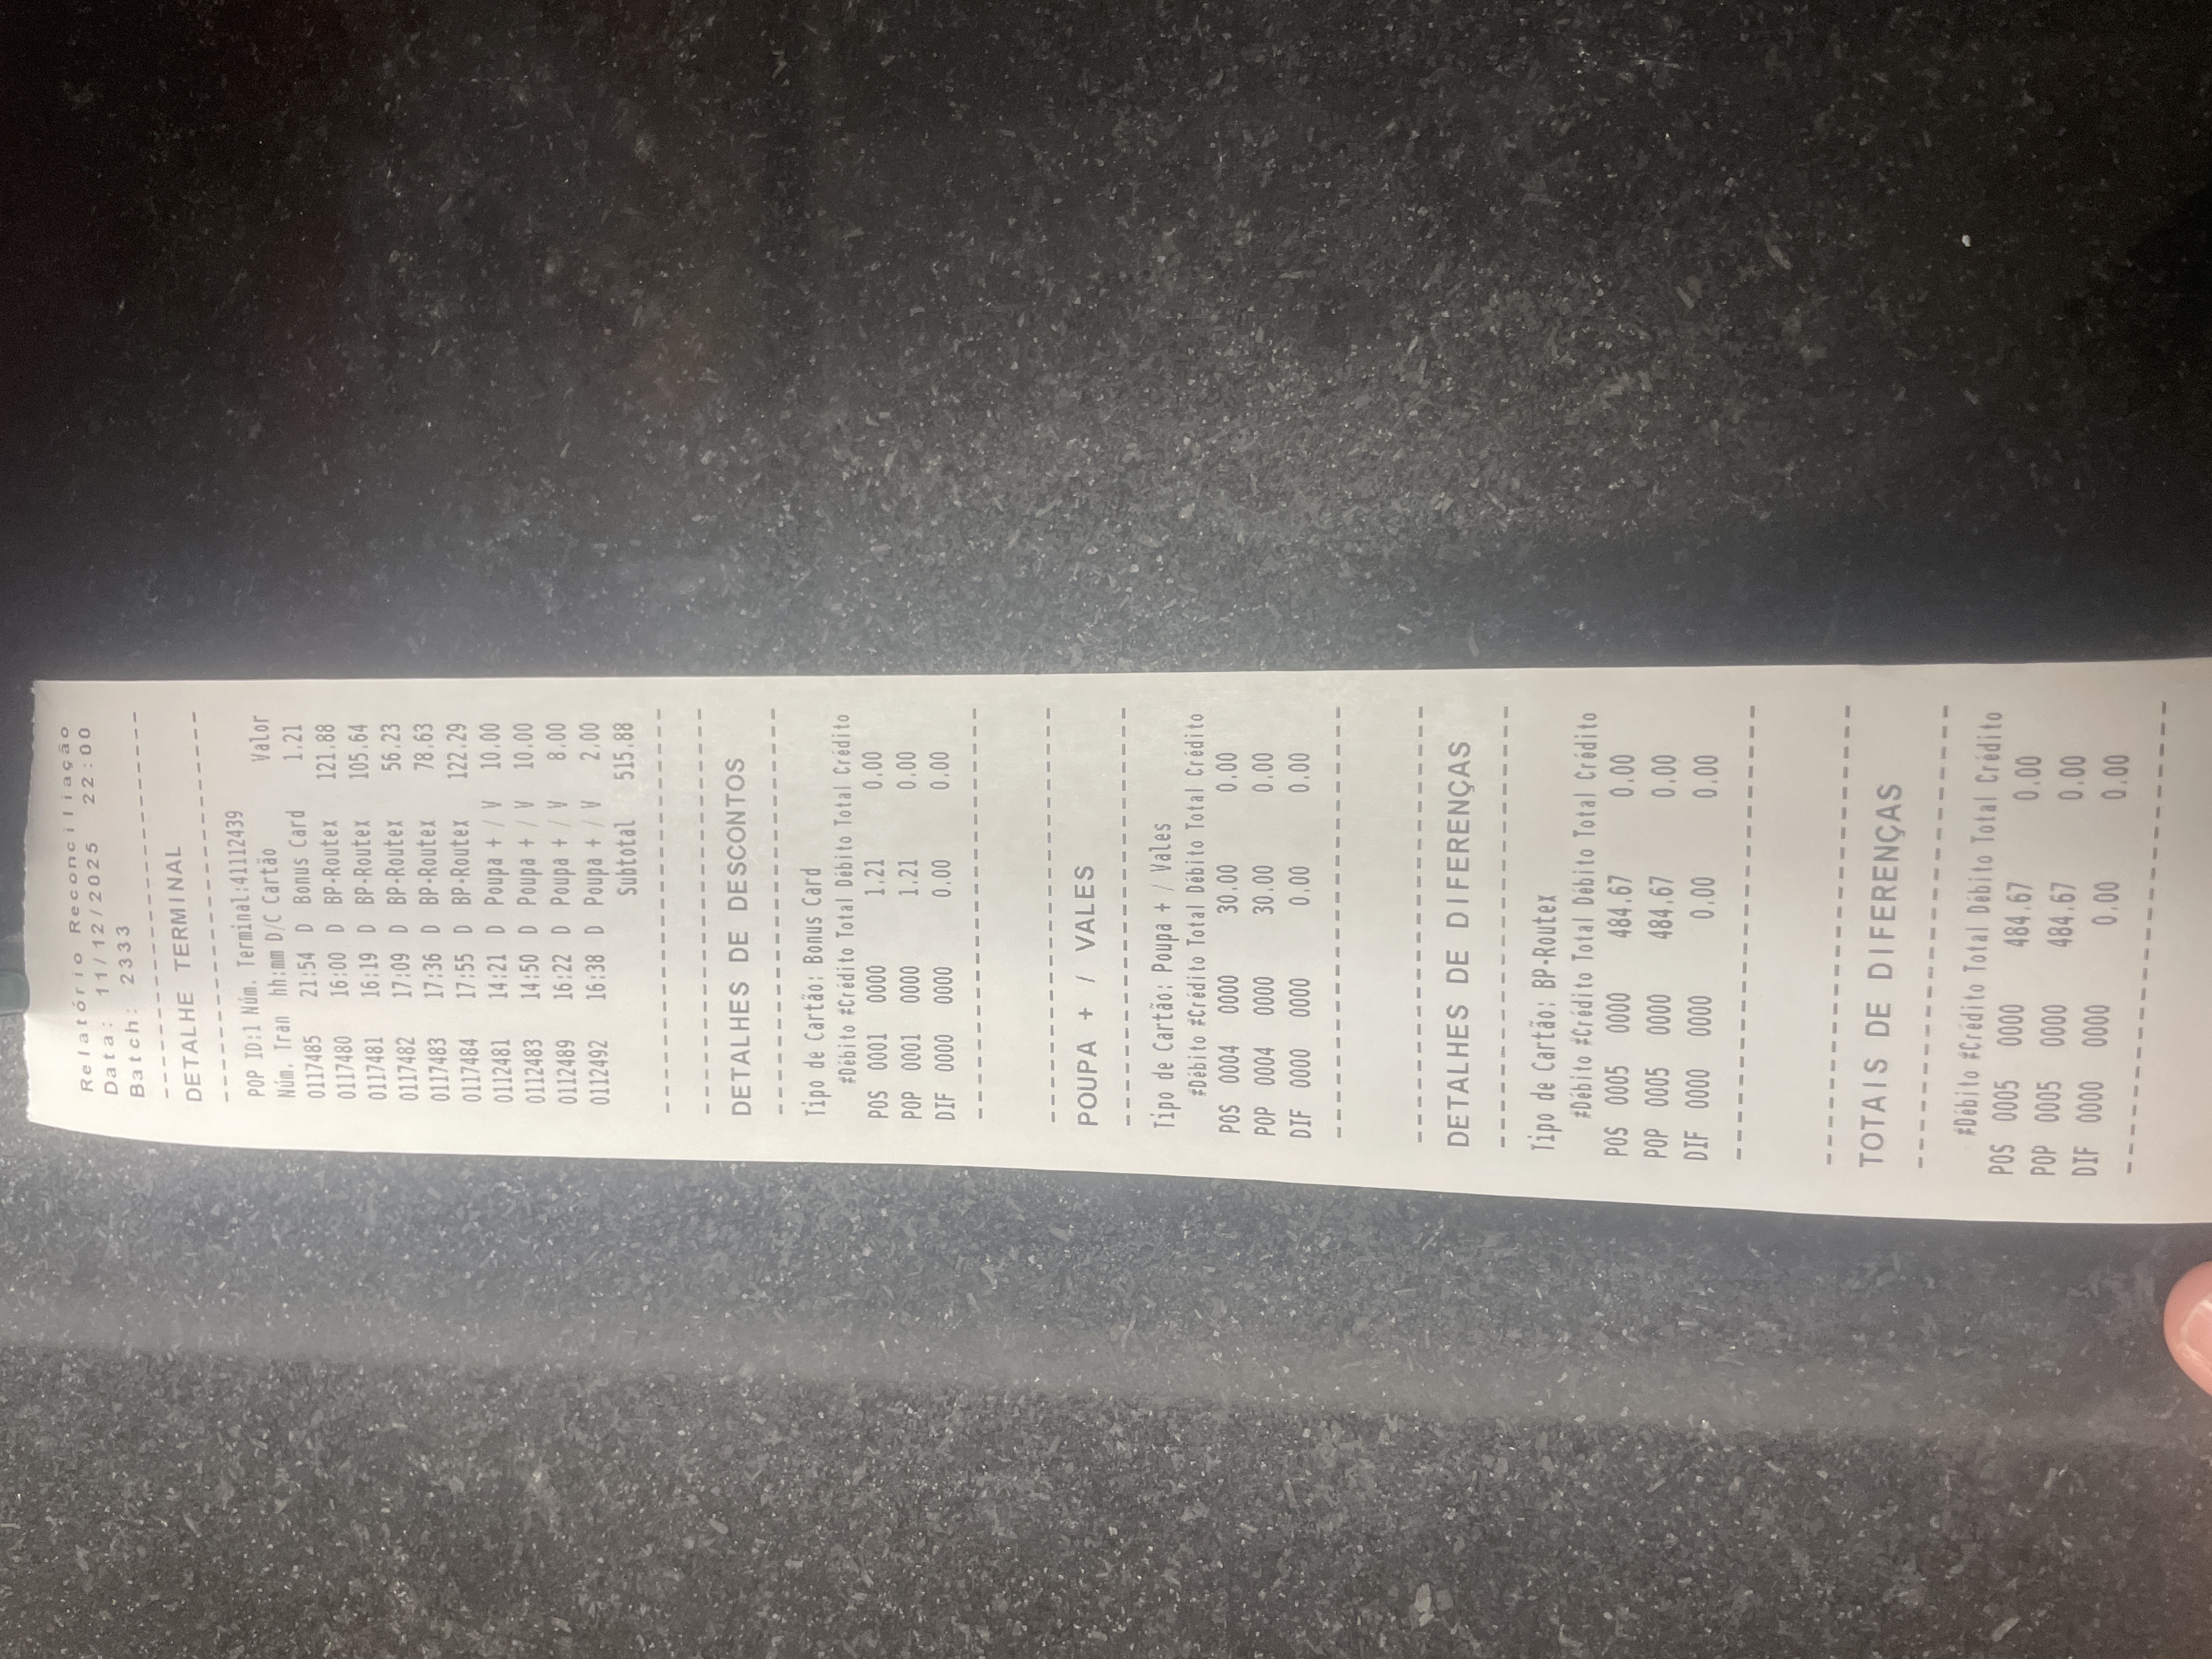 Relatório Reconciliação
Data: 11/12/2025 22:00
Batch: 2333
------------------------------
DETALHE TERMINAL
------------------------------
POP ID:1 Núm. Terminal:41112439
Núm. Tran hh:mm D/C Cartão Valor
0117485 21:54 D Bonus Card 1.21
0117480 16:00 D BP-Routex 121.88
0117481 16:19 D BP-Routex 105.64
0117482 17:09 D BP-Routex 56.23
0117483 17:36 D BP-Routex 78.63
0117484 17:55 D BP-Routex 122.29
0112481 14:21 D Poupa + / V 10.00
0112483 14:50 D Poupa + / V 10.00
0112489 16:22 D Poupa + / V 8.00
0112492 16:38 D Poupa + / V 2.00
Subtotal 515.88
------------------------------
------------------------------
DETALHES DE DESCONTOS
------------------------------
Tipo de Cartão: Bonus Card
#Débito #Crédito Total Débito Total Crédito
POS 0001 0000 1.21 0.00
POP 0001 0000 1.21 0.00
DIF 0000 0000 0.00 0.00
------------------------------
------------------------------
POUPA + / VALES
------------------------------
Tipo de Cartão: Poupa + / Vales
#Débito #Crédito Total Débito Total Crédito
POS 0004 0000 30.00 0.00
POP 0004 0000 30.00 0.00
DIF 0000 0000 0.00 0.00
------------------------------
------------------------------
DETALHES DE DIFERENÇAS
------------------------------
Tipo de Cartão: BP-Routex
#Débito #Crédito Total Débito Total Crédito
POS 0005 0000 484.67 0.00
POP 0005 0000 484.67 0.00
DIF 0000 0000 0.00 0.00
------------------------------
------------------------------
TOTAIS DE DIFERENÇAS
------------------------------
#Débito #Crédito Total Débito Total Crédito
POS 0005 0000 484.67 0.00
POP 0005 0000 484.67 0.00
DIF 0000 0000 0.00 0.00
------------------------------